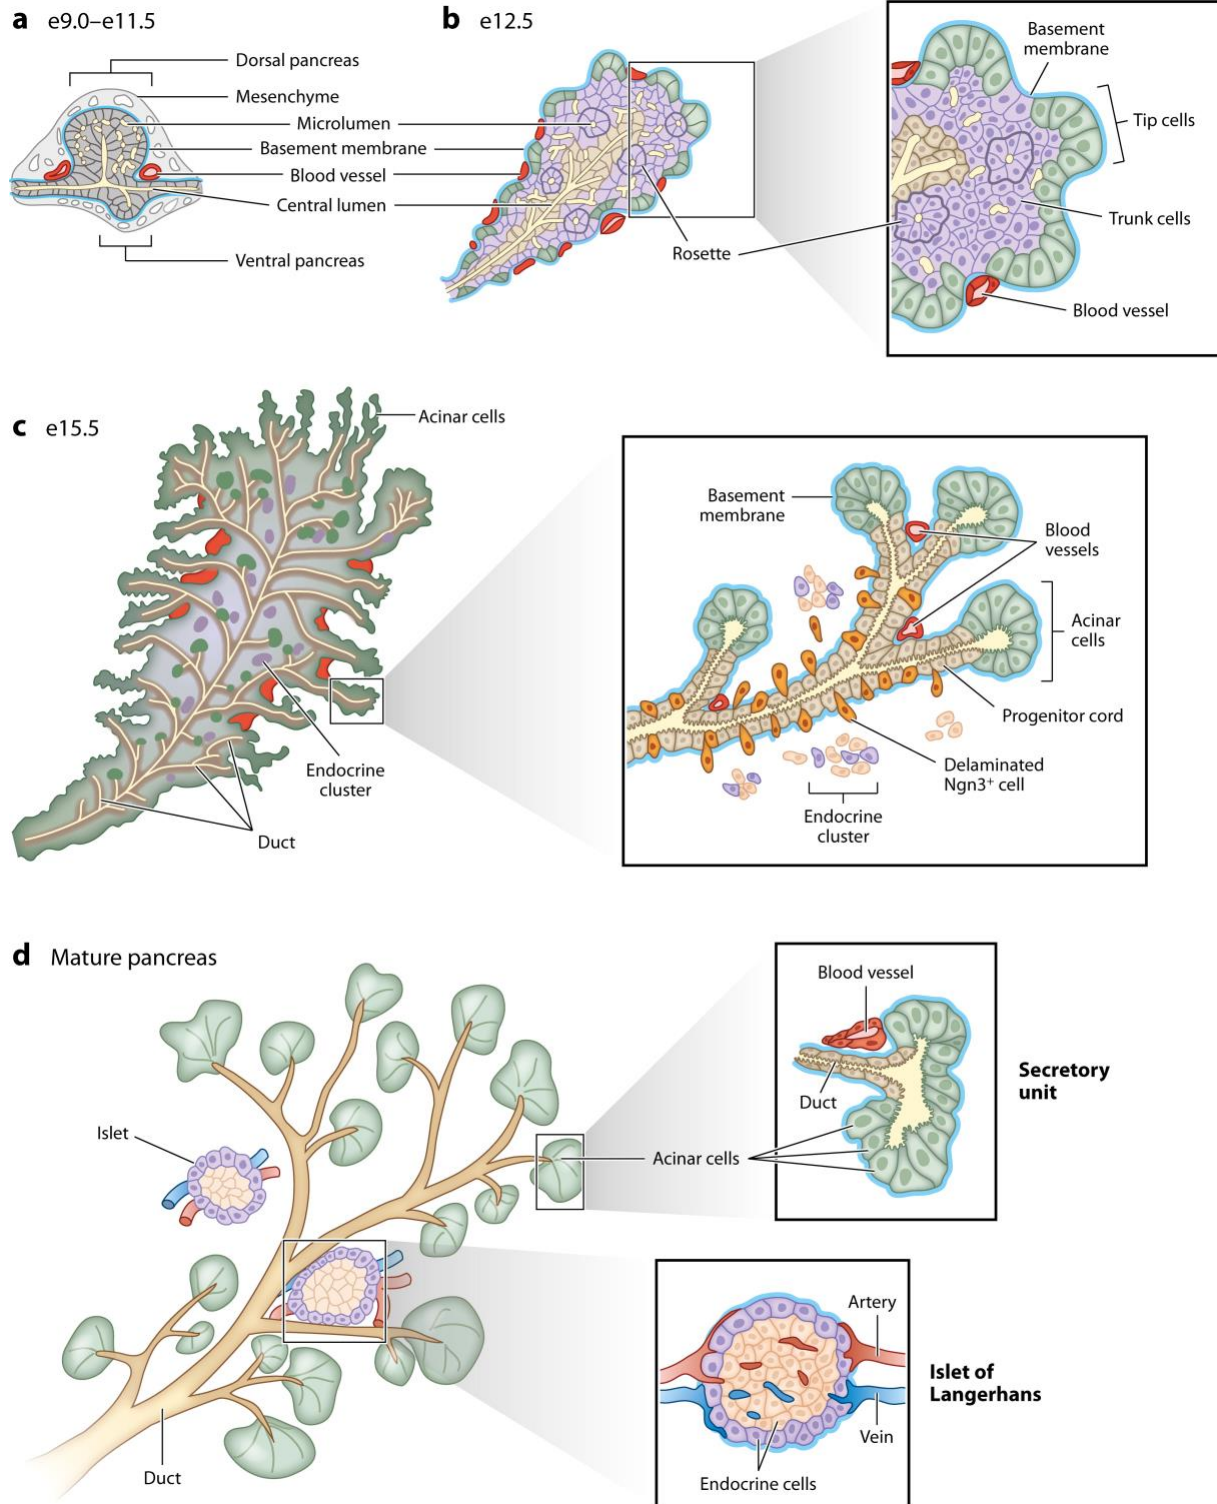 a e9.0–e11.5
Dorsal pancreas
Mesenchyme
Microlumen
Basement membrane
Blood vessel
Central lumen
Ventral pancreas
b e12.5
Rosette
Basement
membrane
Tip cells
Trunk cells
Blood vessel
c e15.5
Acinar cells
Endocrine
cluster
Duct
Basement
membrane
Blood
vessels
Acinar
cells
Progenitor cord
Delaminated
Ngn3⁺ cell
Endocrine
cluster
d Mature pancreas
Islet
Duct
Acinar cells
Blood vessel
Duct
Secretory
unit
Artery
Vein
Endocrine cells
Islet of
Langerhans